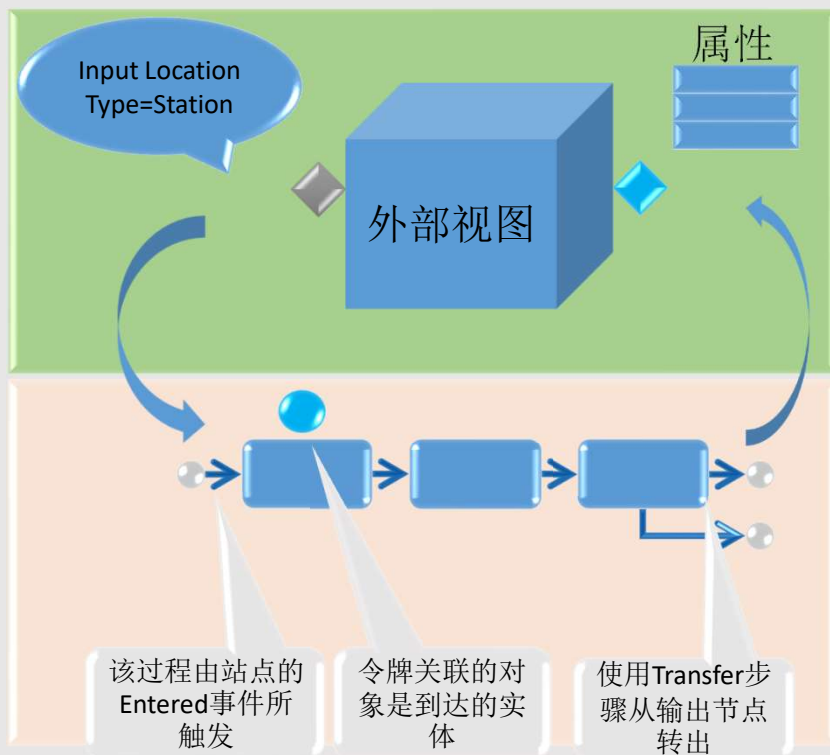 Input Location
Type=Station
属性
外部视图
该过程由站点的
Entered事件所
触发
令牌关联的对
象是到达的实
体
使用Transfer步
骤从输出节点
转出